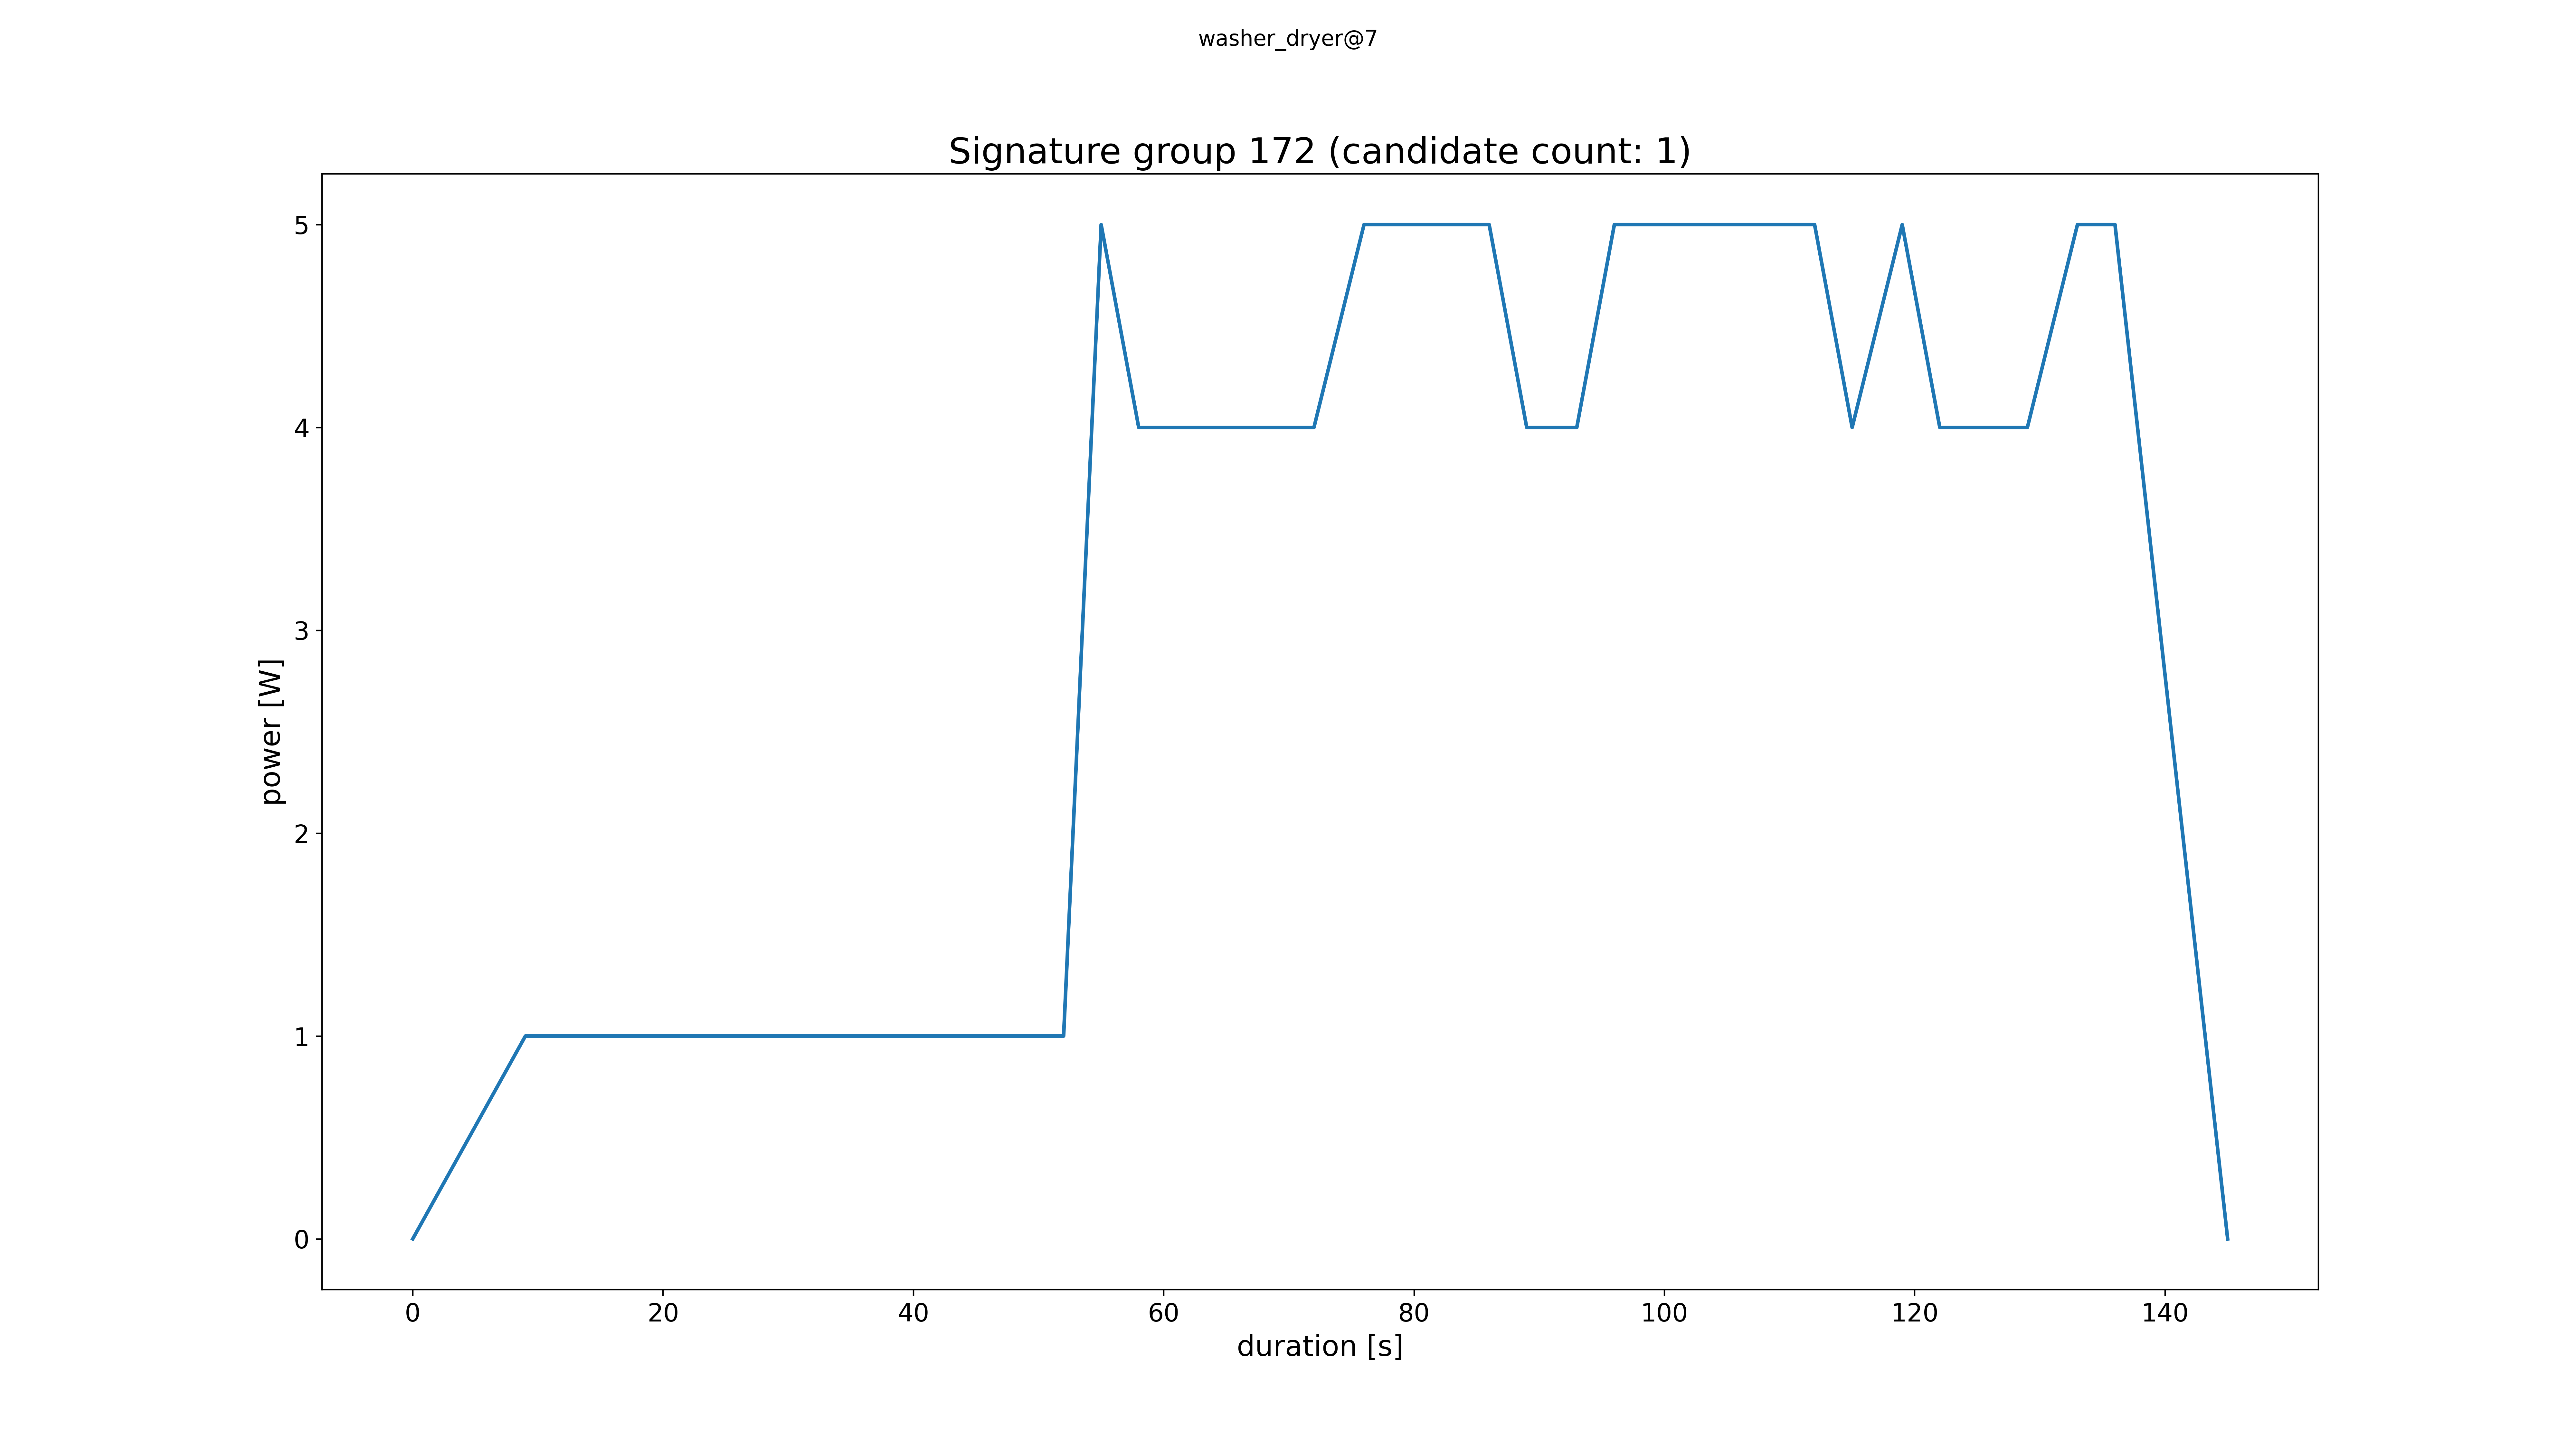 washer_dryer@7
Signature group 172 (candidate count: 1)
5
4
3
2
1
0
power [W]
0 20 40 60 80 100 120 140
duration [s]